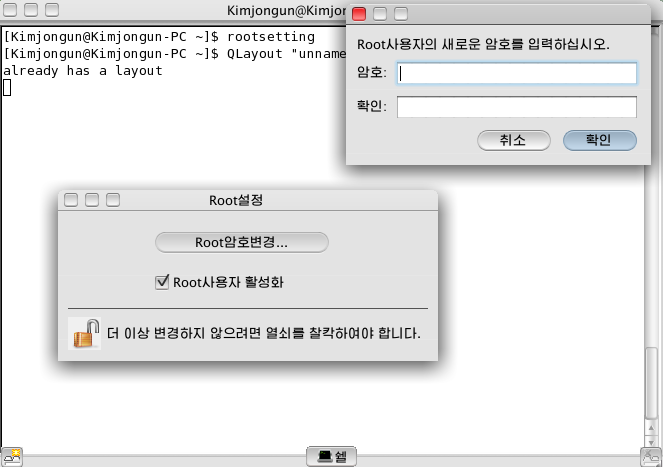 Kimjongun@Kimjo
[Kimjongun@Kimjongun-PC ~]$ rootsetting
[Kimjongun@Kimjongun-PC ~]$ QLayout "unname
already has a layout
Root사용자의 새로운 암호를 입력하십시오.
암호:
확인:
취소
확인
Root설정
Root암호변경...
Root사용자 활성화
더 이상 변경하지 않으려면 열쇠를 찰칵하여야 합니다.
쉘